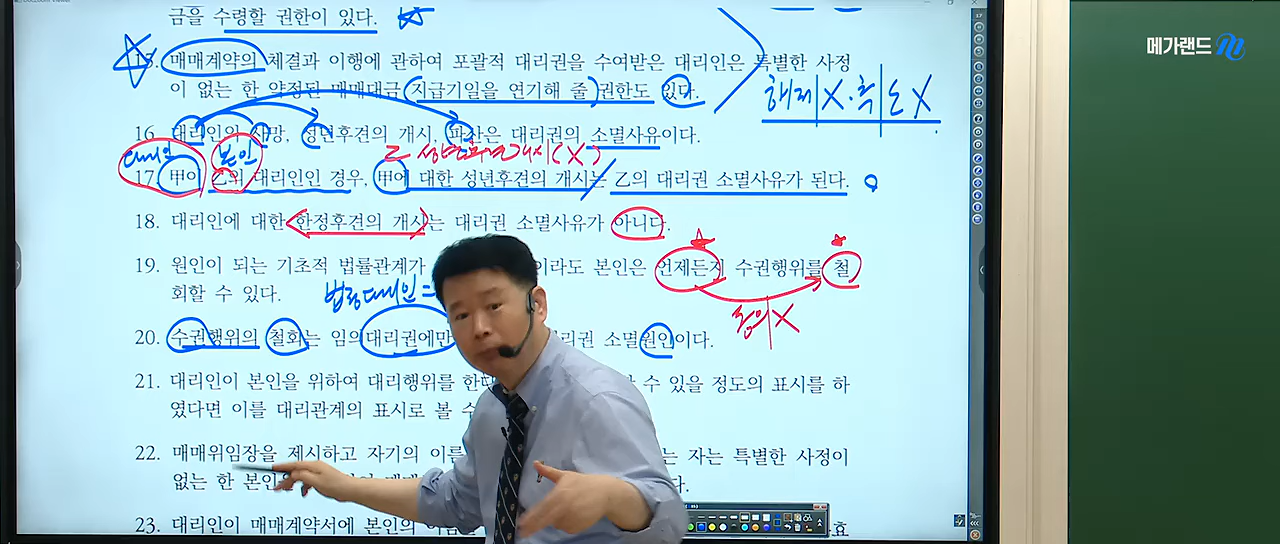 금을 수령할 권한이 있다.
메가랜드
15. 매매계약의 체결과 이행에 관하여 포괄적 대리권을 수여받은 대리인은 특별한 사정
이 없는 한 약정된 매매대금 지급기일을 연기해 줄 권한도 있다.
해제 X
16. 대리인의 사망, 성년후견의 개시, 파산은 대리권의 소멸사유이다.
대리인 본인 성년후견개시(X)
17. 甲이 乙의 대리인인 경우, 甲에 대한 성년후견의 개시는 乙의 대리권 소멸사유가 된다.
18. 대리인에 대한 한정후견의 개시는 대리권 소멸사유가 아니다.
19. 원인이 되는 기초적 법률관계가 이라도 본인은 언제든지 수권행위를 철
회할 수 있다.
법정대리인 =
X
20. 수권행위의 철회는 임의대리권에만 리권 소멸원인이다.
21. 대리인이 본인을 위하여 대리행위를 한 수 있을 정도의 표시를 하
였다면 이를 대리관계의 표시로 볼 수
22. 매매위임장을 제시하고 자기의 이름 는 자는 특별한 사정이
없는 한 본인을 다.
23. 대리인이 매매계약서에 본인의 효